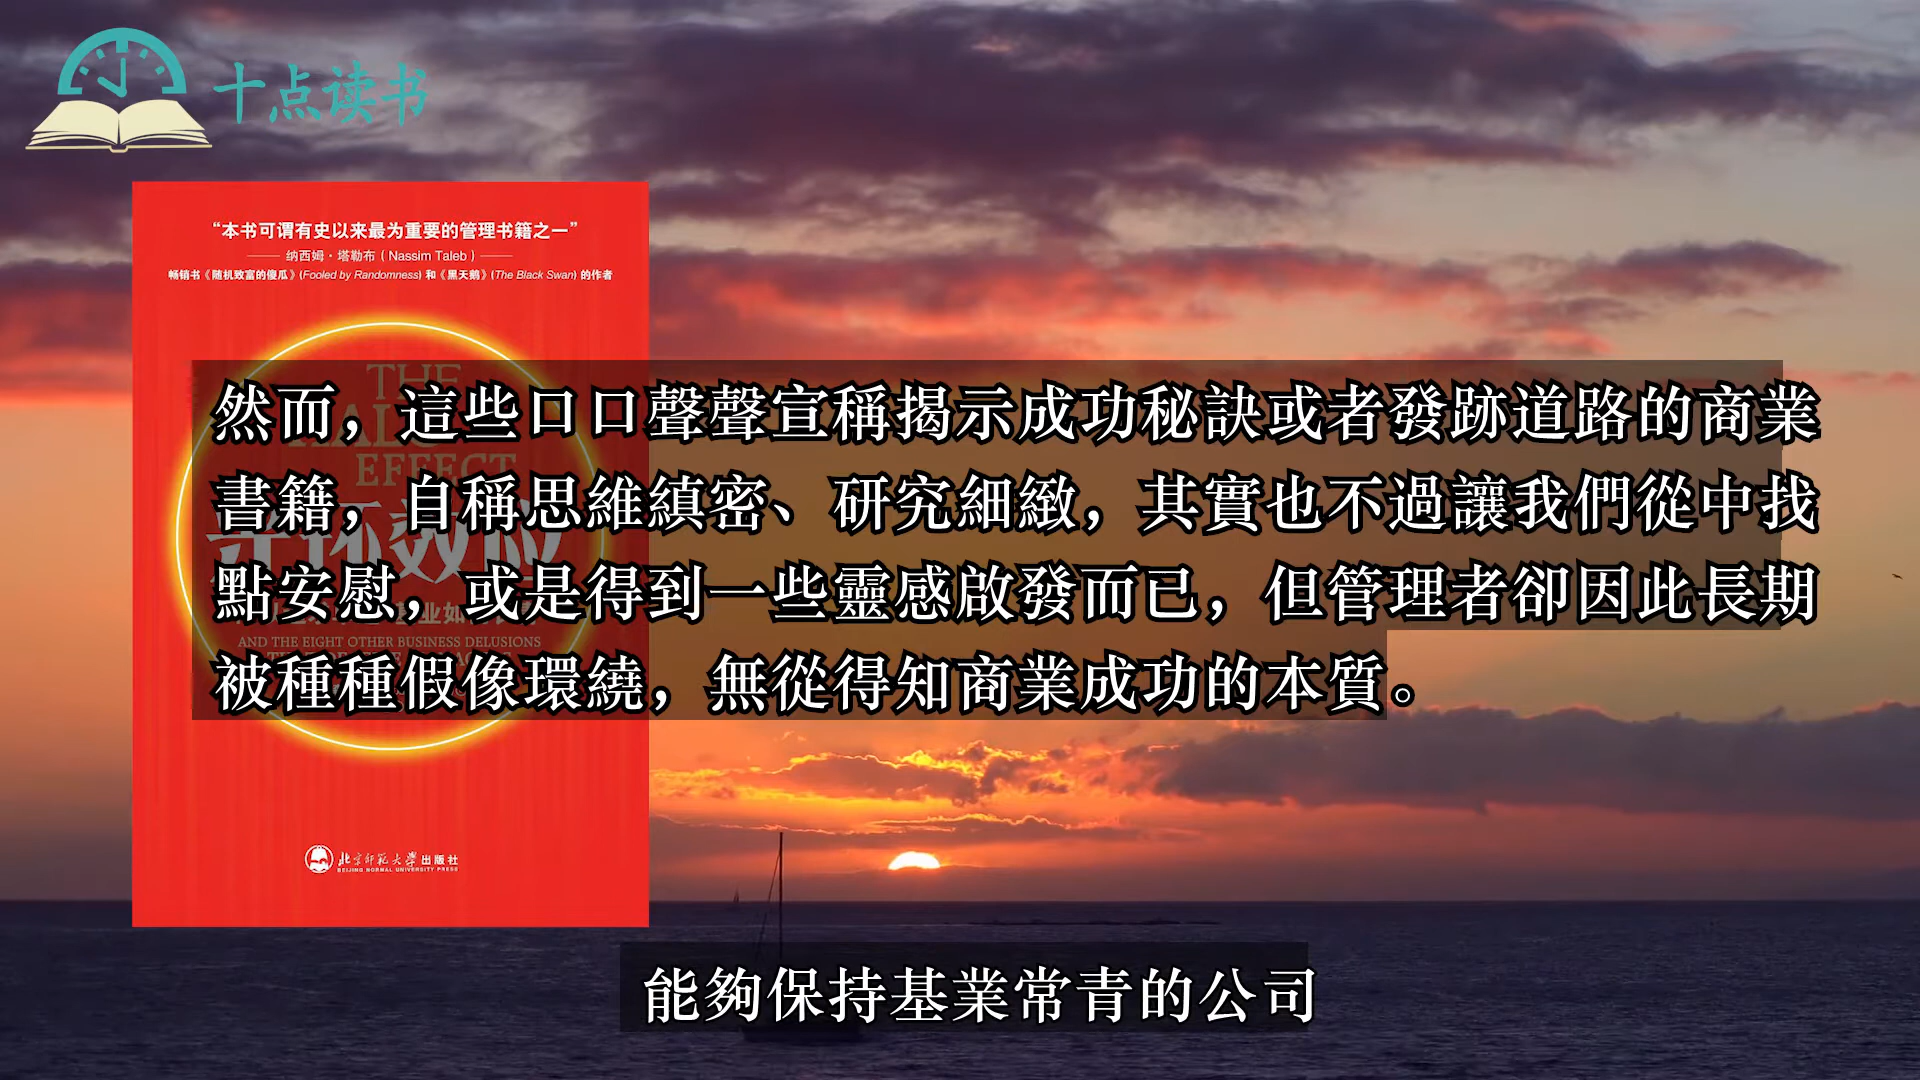 十点读书
“本书可谓有史以来最为重要的管理书籍之一”
纳西姆·塔勒布 ( Nassim Taleb )
畅销书《随机致富的傻瓜》(Fooled by Randomness) 和《黑天鹅》(The Black Swan) 的作者
THE
EFFECT
AND THE EIGHT OTHER BUSINESS DELUSIONS
然而，這些口口聲聲宣稱揭示成功秘訣或者發跡道路的商業
書籍，自稱思維縝密、研究細緻，其實也不過讓我們從中找
點安慰，或是得到一些靈感啟發而已，但管理者卻因此長期
被種種假像環繞，無從得知商業成功的本質。
北京师范大学出版社
BEIJING NORMAL UNIVERSITY PRESS
能夠保持基業常青的公司